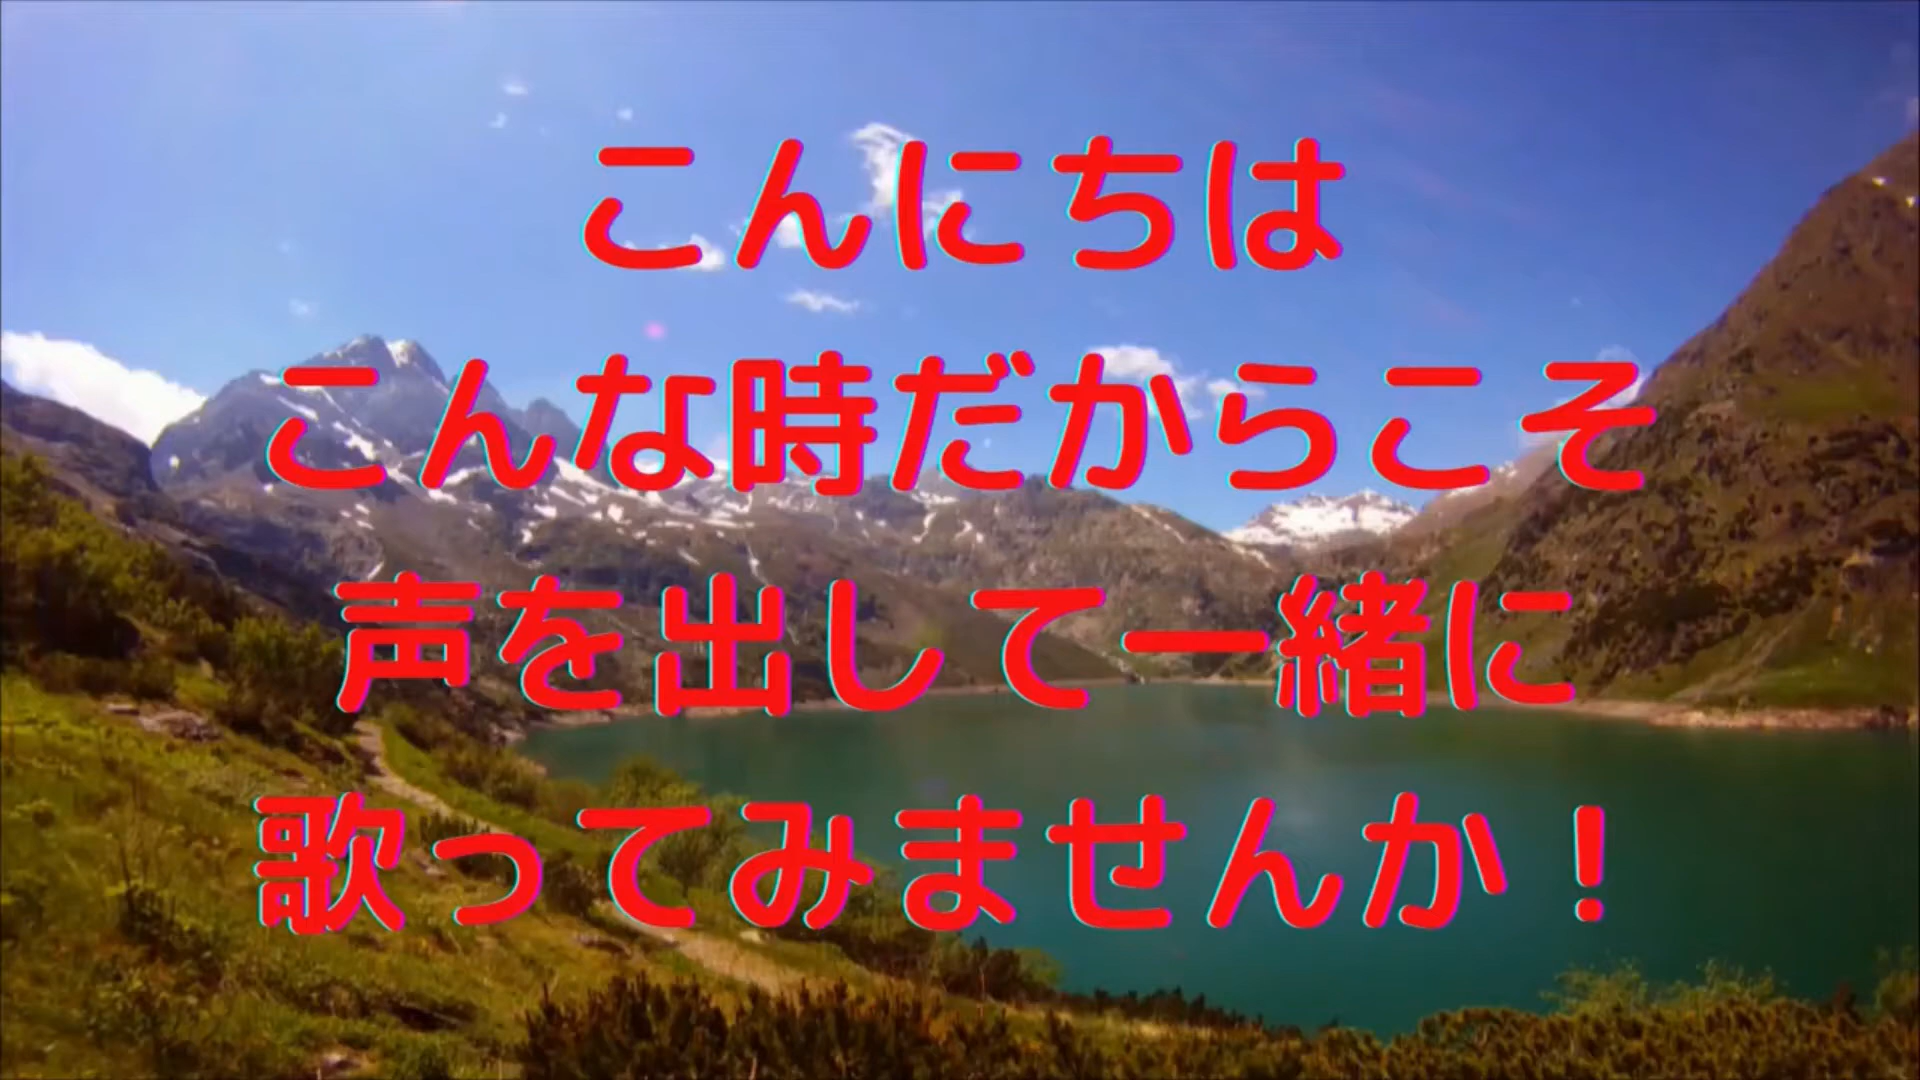 こんにちは
こんな時だからこそ
声を出して一緒に
歌ってみませんか！